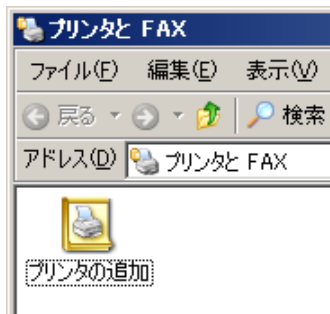 プリンタと FAX
ファイル(F) 編集(E) 表示(V)
戻る 検索
アドレス(D) プリンタと FAX
プリンタの追加